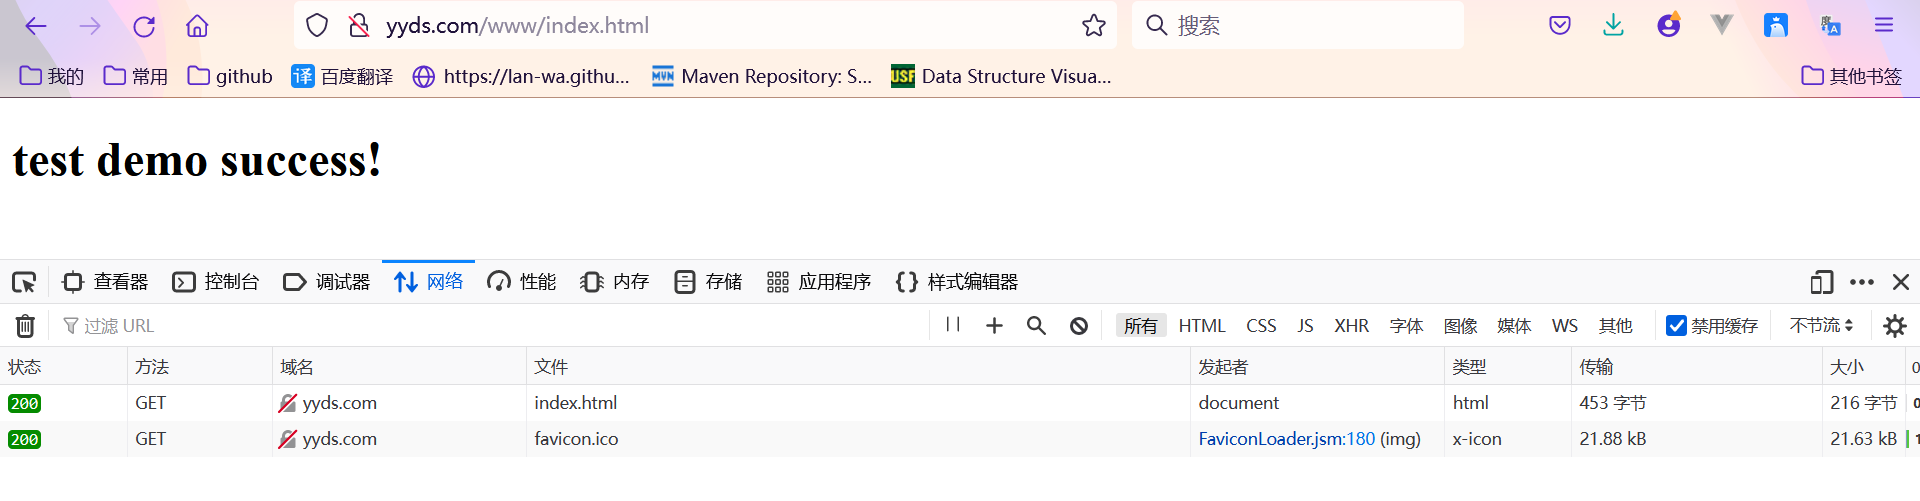 yyds.com/www/index.html 搜索
我的 常用 github 译 百度翻译 https://lan-wa.githu... MVN Maven Repository: S... USF Data Structure Visua... 其他书签
test demo success!
查看器 控制台 调试器 网络 性能 内存 存储 应用程序 样式编辑器
过滤 URL 所有 HTML CSS JS XHR 字体 图像 媒体 WS 其他 禁用缓存 不节流
状态 方法 域名 文件 发起者 类型 传输 大小 0
200 GET yyds.com index.html document html 453 字节 216 字节 0
200 GET yyds.com favicon.ico FaviconLoader.jsm:180 (img) x-icon 21.88 kB 21.63 kB 1